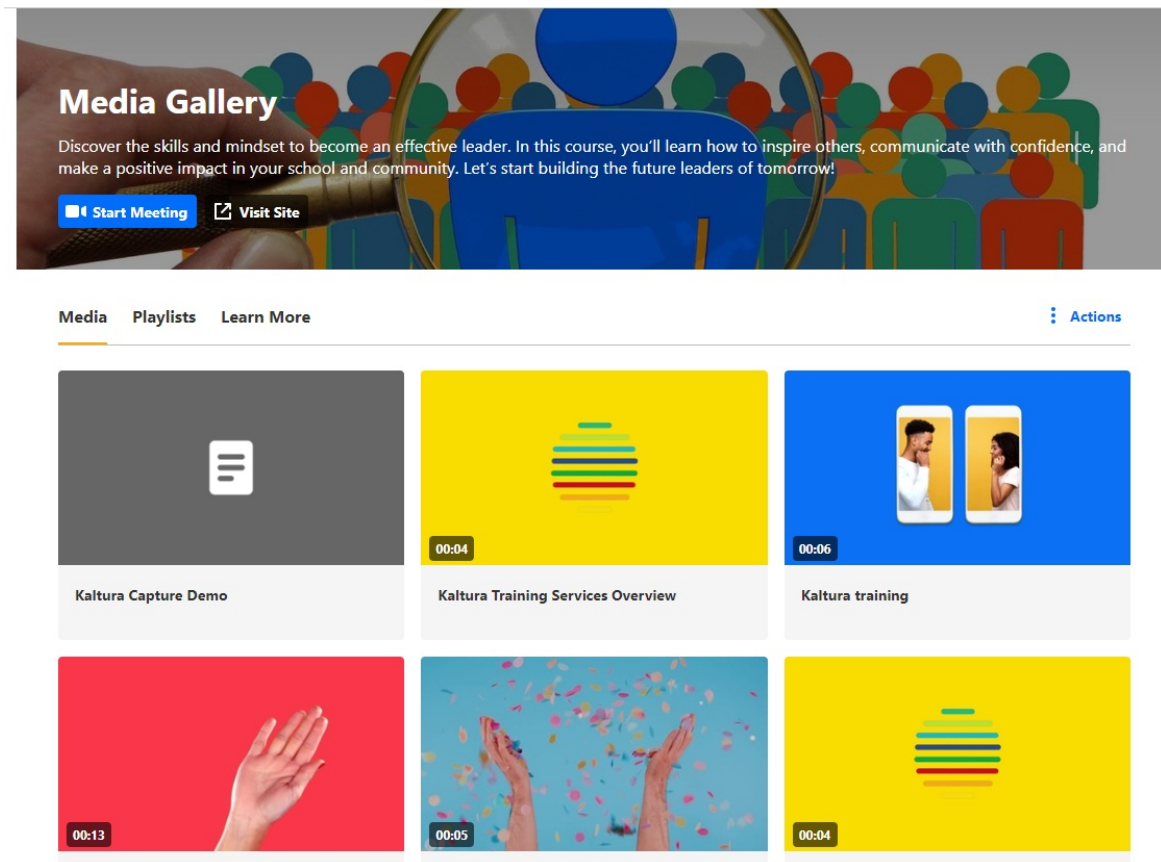 Media Gallery
Discover the skills and mindset to become an effective leader. In this course, you'll learn how to inspire others, communicate with confidence, and
make a positive impact in your school and community. Let's start building the future leaders of tomorrow!
Start Meeting Visit Site
Media Playlists Learn More Actions
00:04 00:06
Kaltura Capture Demo Kaltura Training Services Overview Kaltura training
00:13 00:05 00:04